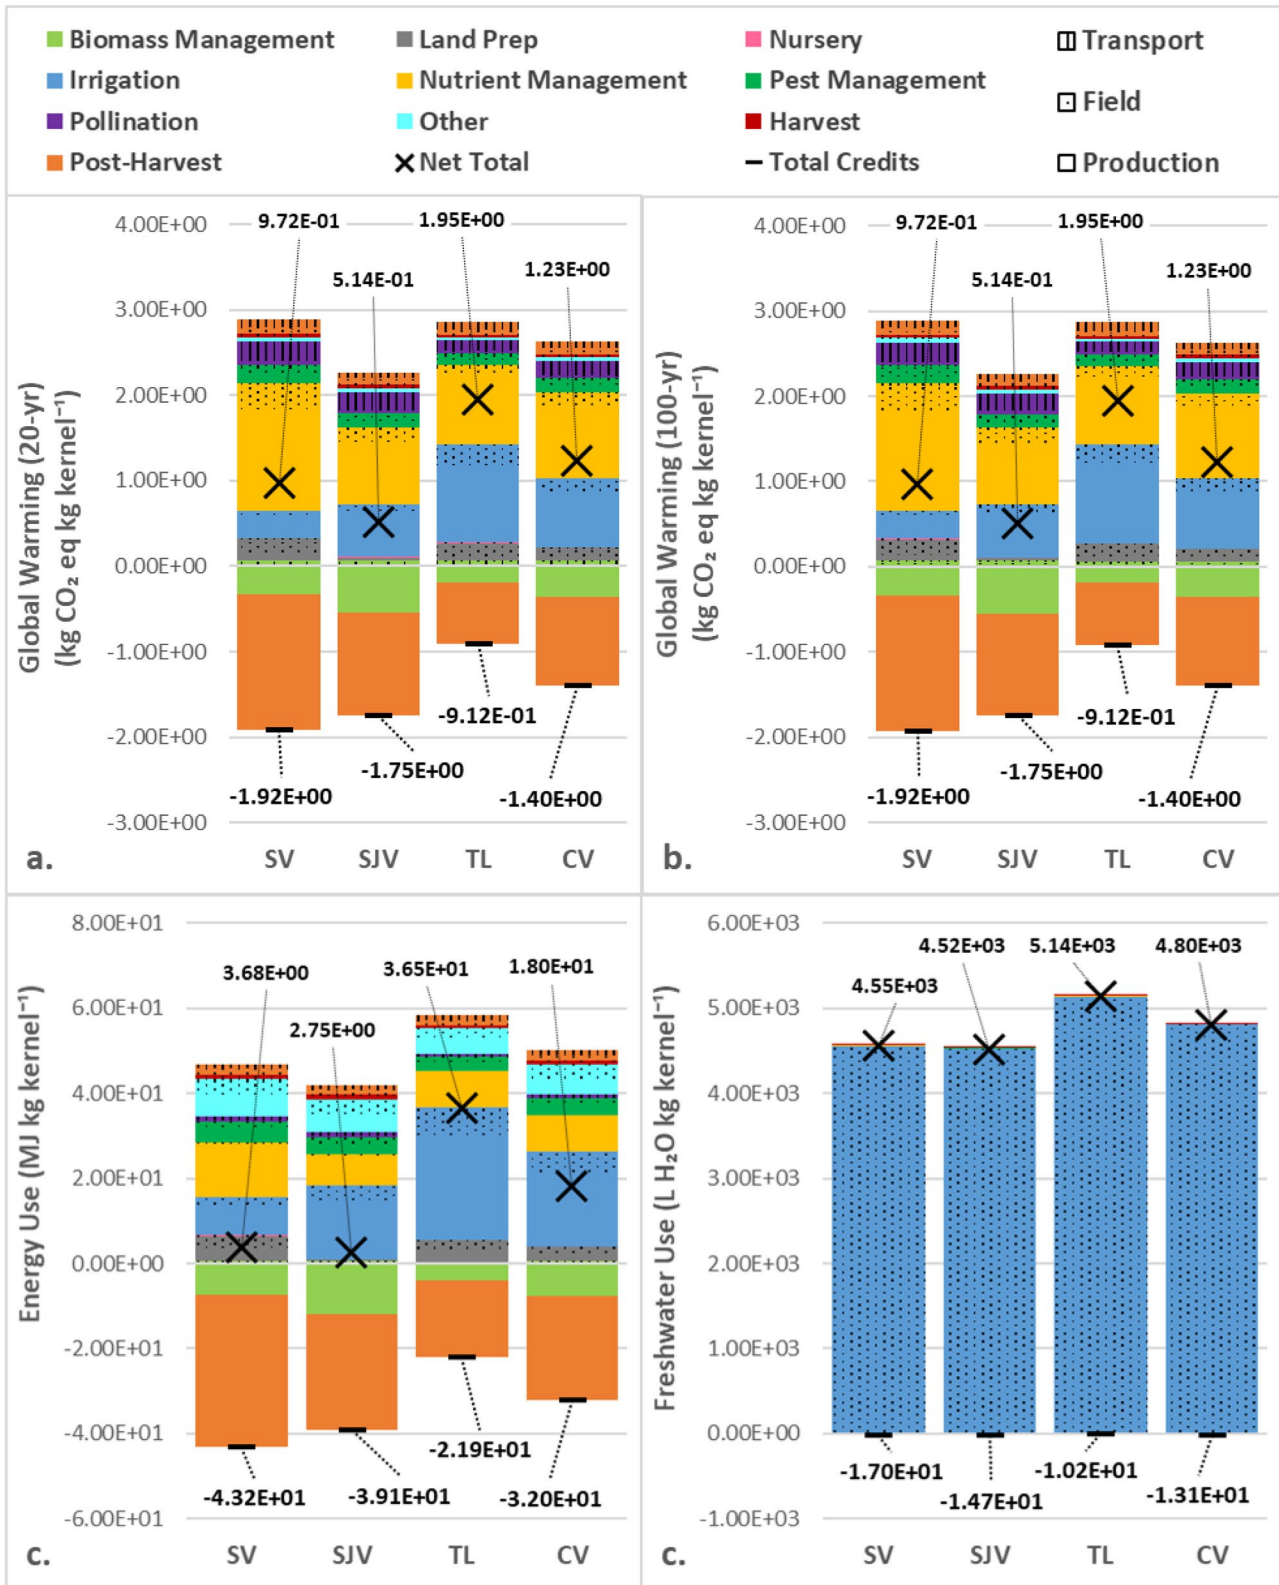 Biomass Management
Land Prep
Nursery
Transport
Irrigation
Nutrient Management
Pest Management
Field
Pollination
Other
Harvest
Post-Harvest
Net Total
Total Credits
Production
Global Warming (20-yr)
(kg CO₂ eq kg kernel⁻¹)
4.00E+00
3.00E+00
2.00E+00
1.00E+00
0.00E+00
-1.00E+00
-2.00E+00
-3.00E+00
9.72E-01
5.14E-01
1.95E+00
1.23E+00
-1.92E+00
-1.75E+00
-9.12E-01
-1.40E+00
a.
SV
SJV
TL
CV
Global Warming (100-yr)
(kg CO₂ eq kg kernel⁻¹)
4.00E+00
3.00E+00
2.00E+00
1.00E+00
0.00E+00
-1.00E+00
-2.00E+00
-3.00E+00
9.72E-01
5.14E-01
1.95E+00
1.23E+00
-1.92E+00
-1.75E+00
-9.12E-01
-1.40E+00
b.
SV
SJV
TL
CV
Energy Use (MJ kg kernel⁻¹)
8.00E+01
6.00E+01
4.00E+01
2.00E+01
0.00E+00
-2.00E+01
-4.00E+01
-6.00E+01
3.68E+00
2.75E+00
3.65E+01
1.80E+01
-4.32E+01
-3.91E+01
-2.19E+01
-3.20E+01
c.
SV
SJV
TL
CV
Freshwater Use (L H₂O kg kernel⁻¹)
6.00E+03
5.00E+03
4.00E+03
3.00E+03
2.00E+03
1.00E+03
0.00E+00
-1.00E+03
4.55E+03
4.52E+03
5.14E+03
4.80E+03
-1.70E+01
-1.47E+01
-1.02E+01
-1.31E+01
c.
SV
SJV
TL
CV